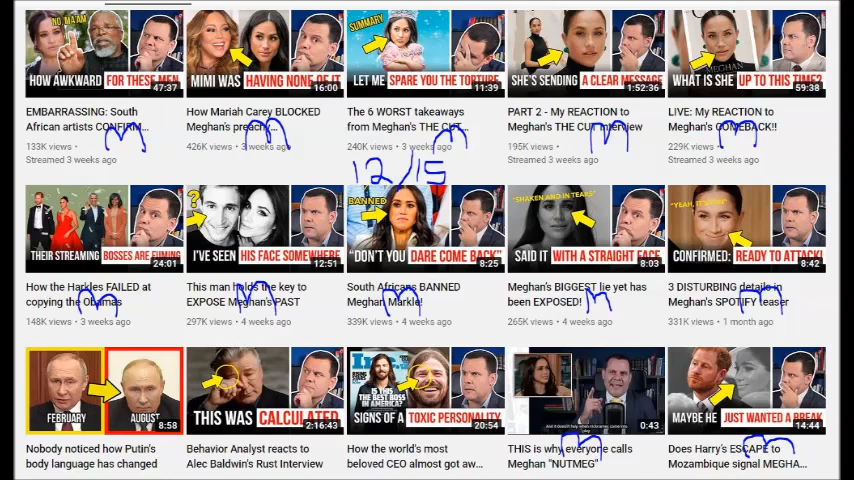 NO, MA'AM
HOW AWKWARD FOR THESE MEN
47:37
MIMI WAS HAVING NONE OF IT
16:00
SUMMARY
LET ME SPARE YOU THE TORTURE
11:39
SHE'S SENDING A CLEAR MESSAGE
1:52:36
MEGHAN
WHAT IS SHE UP TO THIS TIME?
59:38
EMBARRASSING: South
African artists CONFIRM...
133K views •
Streamed 3 weeks ago
How Mariah Carey BLOCKED
Meghan's preachy...
426K views • 3 weeks ago
The 6 WORST takeaways
from Meghan's THE CUT...
240K views • 3 weeks ago
PART 2 - My REACTION to
Meghan's THE CUT interview
195K views •
Streamed 3 weeks ago
LIVE: My REACTION to
Meghan's COMEBACK!!
229K views •
Streamed 3 weeks ago
m m m m m
12/15
THEIR STREAMING BOSSES ARE FUMING
24:01
?
I'VE SEEN HIS FACE SOMEWHERE
12:51
BANNED
"DON'T YOU DARE COME BACK"
8:25
"SHAKEN AND IN TEARS"
SAID IT WITH A STRAIGHT FACE
8:03
CONFIRMED: READY TO ATTACK!
8:42
How the Harkles FAILED at
copying the Obamas
148K views • 3 weeks ago
This man holds the key to
EXPOSE Meghan's PAST
297K views • 4 weeks ago
South Africans BANNED
Meghan Markle!
339K views • 4 weeks ago
Meghan's BIGGEST lie yet has
been EXPOSED!
265K views • 4 weeks ago
3 DISTURBING details in
Meghan's SPOTIFY teaser
331K views • 1 month ago
m m m m m
FEBRUARY
AUGUST
8:58
THIS WAS CALCULATED
2:16:43
Inc.
THIS IS
THE BEST
BOSS
IN AMERICA?
SIGNS OF A TOXIC PERSONALITY
20:54
0:43
MAYBE HE JUST WANTED A BREAK
14:44
Nobody noticed how Putin's
body language has changed
Behavior Analyst reacts to
Alec Baldwin's Rust Interview
How the world's most
beloved CEO almost got aw...
THIS is why everyone calls
Meghan "NUTMEG"
Does Harry's ESCAPE to
Mozambique signal MEGHA...
m m